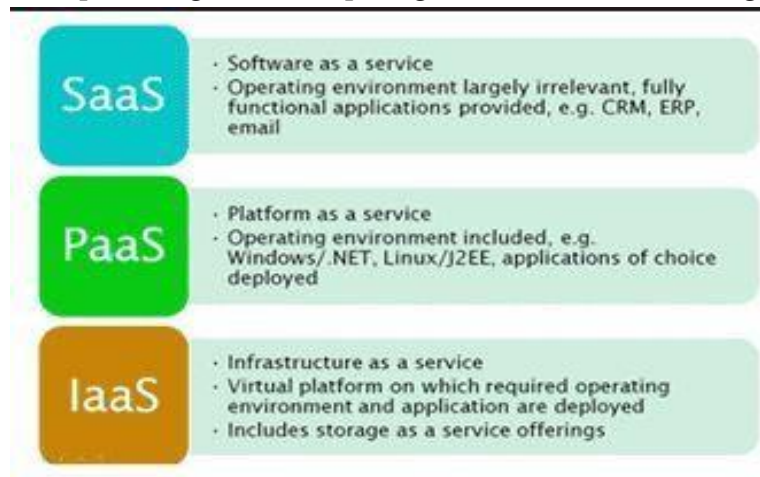 SaaS
· Software as a service
· Operating environment largely irrelevant, fully
functional applications provided, e.g. CRM, ERP,
email
PaaS
· Platform as a service
· Operating environment included, e.g.
Windows/.NET, Linux/J2EE, applications of choice
deployed
IaaS
· Infrastructure as a service
· Virtual platform on which required operating
environment and application are deployed
· Includes storage as a service offerings